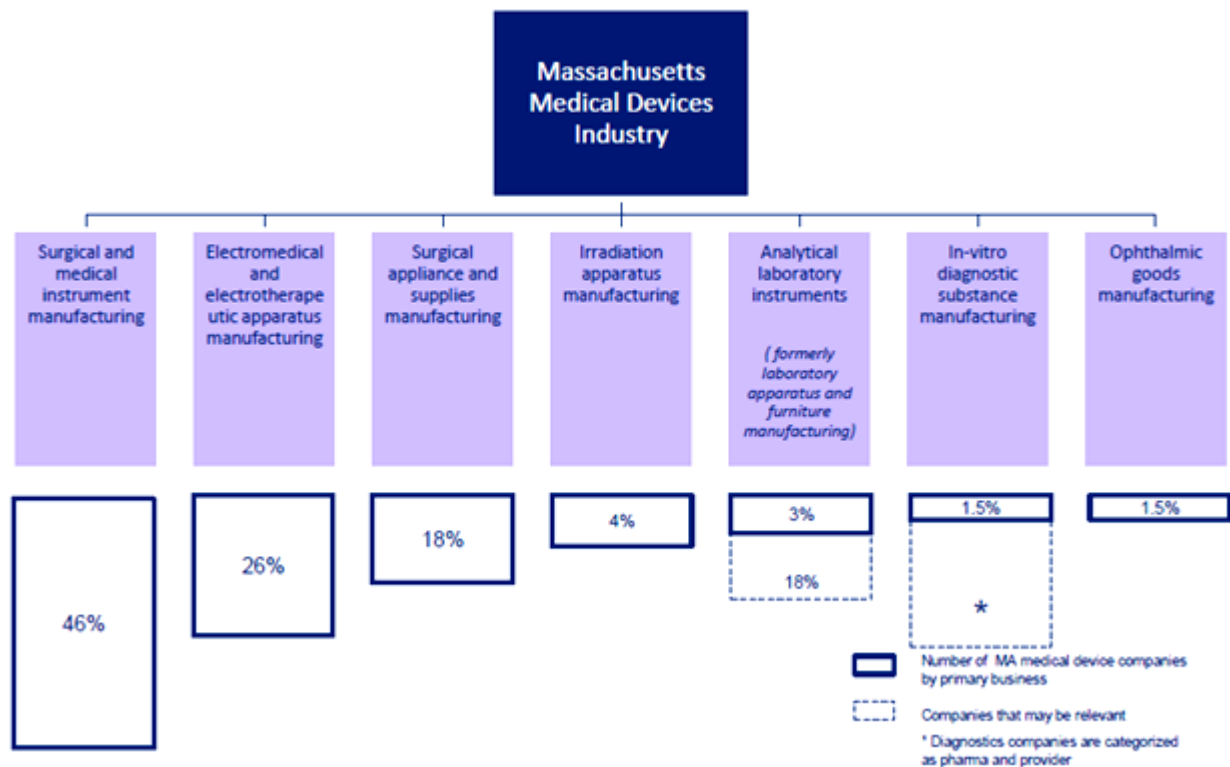 Massachusetts
Medical Devices
Industry
Surgical and
medical
instrument
manufacturing
Electromedical
and
electrotherape
utic apparatus
manufacturing
Surgical
appliance and
supplies
manufacturing
Irradiation
apparatus
manufacturing
Analytical
laboratory
instruments
( formerly
laboratory
apparatus and
furniture
manufacturing)
In-vitro
diagnostic
substance
manufacturing
Ophthalmic
goods
manufacturing
46%
26%
18%
4%
3%
18%
1.5%
*
1.5%
Number of MA medical device companies
by primary business
Companies that may be relevant
* Diagnostics companies are categorized
as pharma and provider